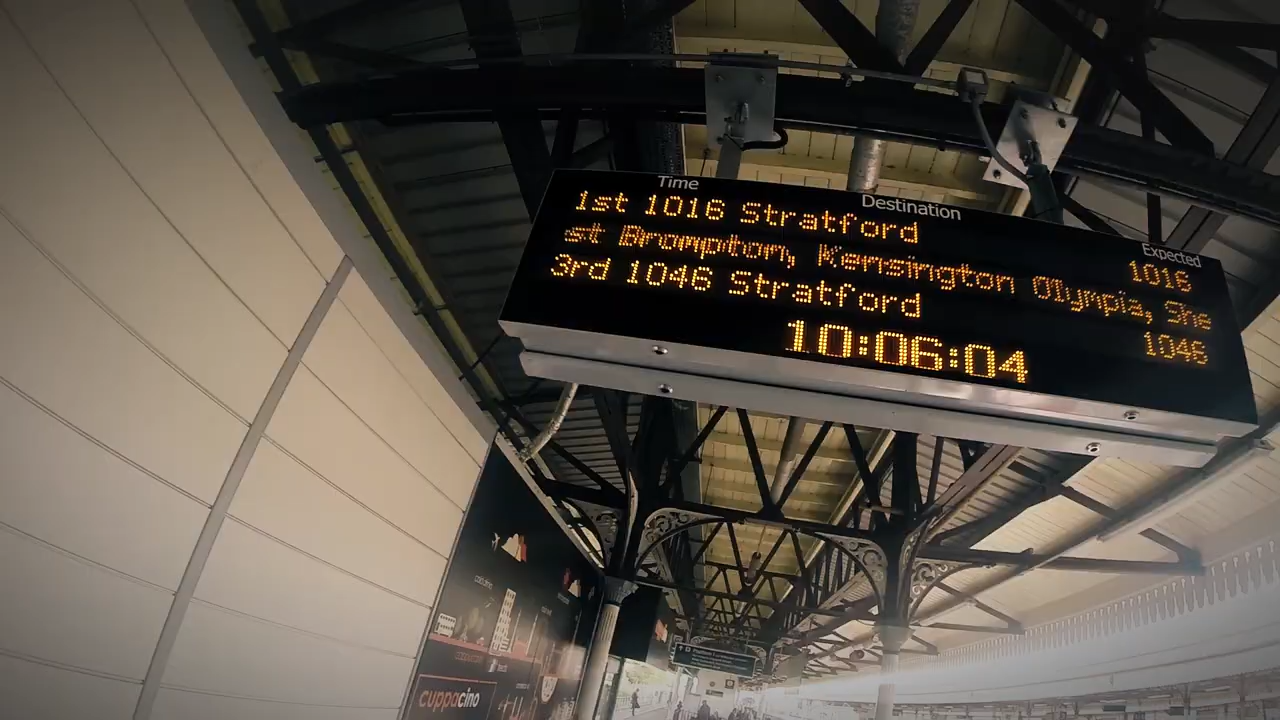 Time Destination Expected
1st 1016 Stratford 1016
st Brompton, Kensington Olympia, She
3rd 1046 Stratford 1046
10:06:04
cuppacino